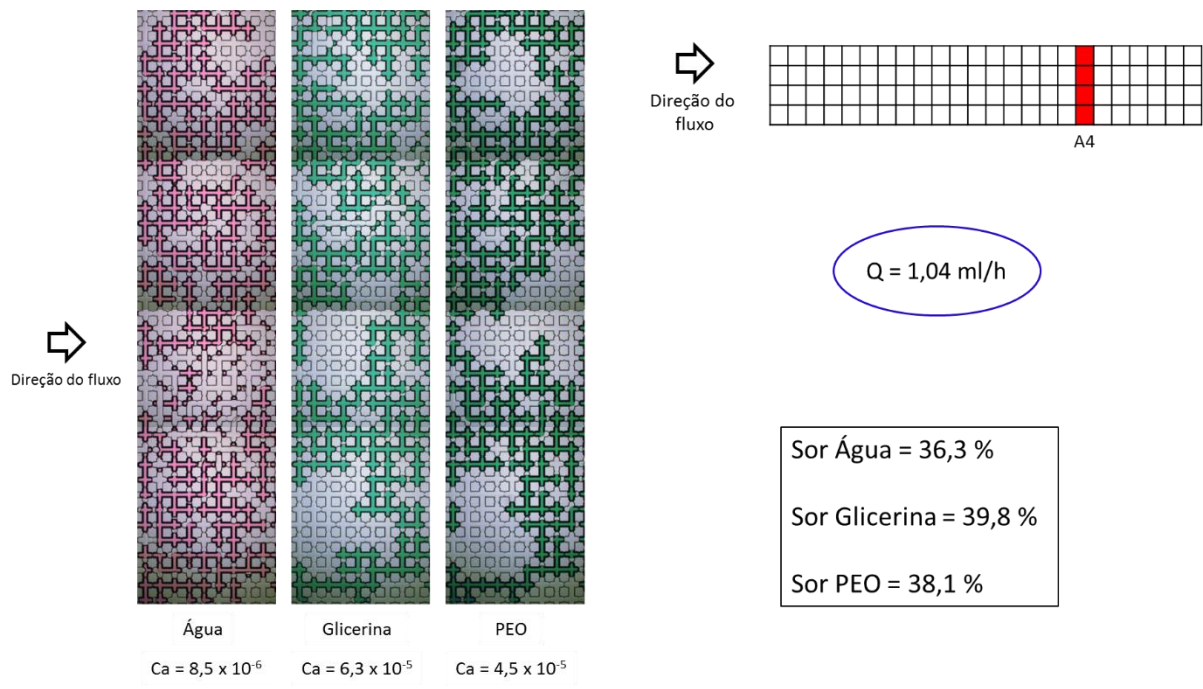 Direção do fluxo
Água
Glicerina
PEO
Ca = 8,5 x 10⁻⁶
Ca = 6,3 x 10⁻⁵
Ca = 4,5 x 10⁻⁵
Direção do
fluxo
A4
Q = 1,04 ml/h
Sor Água = 36,3 %
Sor Glicerina = 39,8 %
Sor PEO = 38,1 %